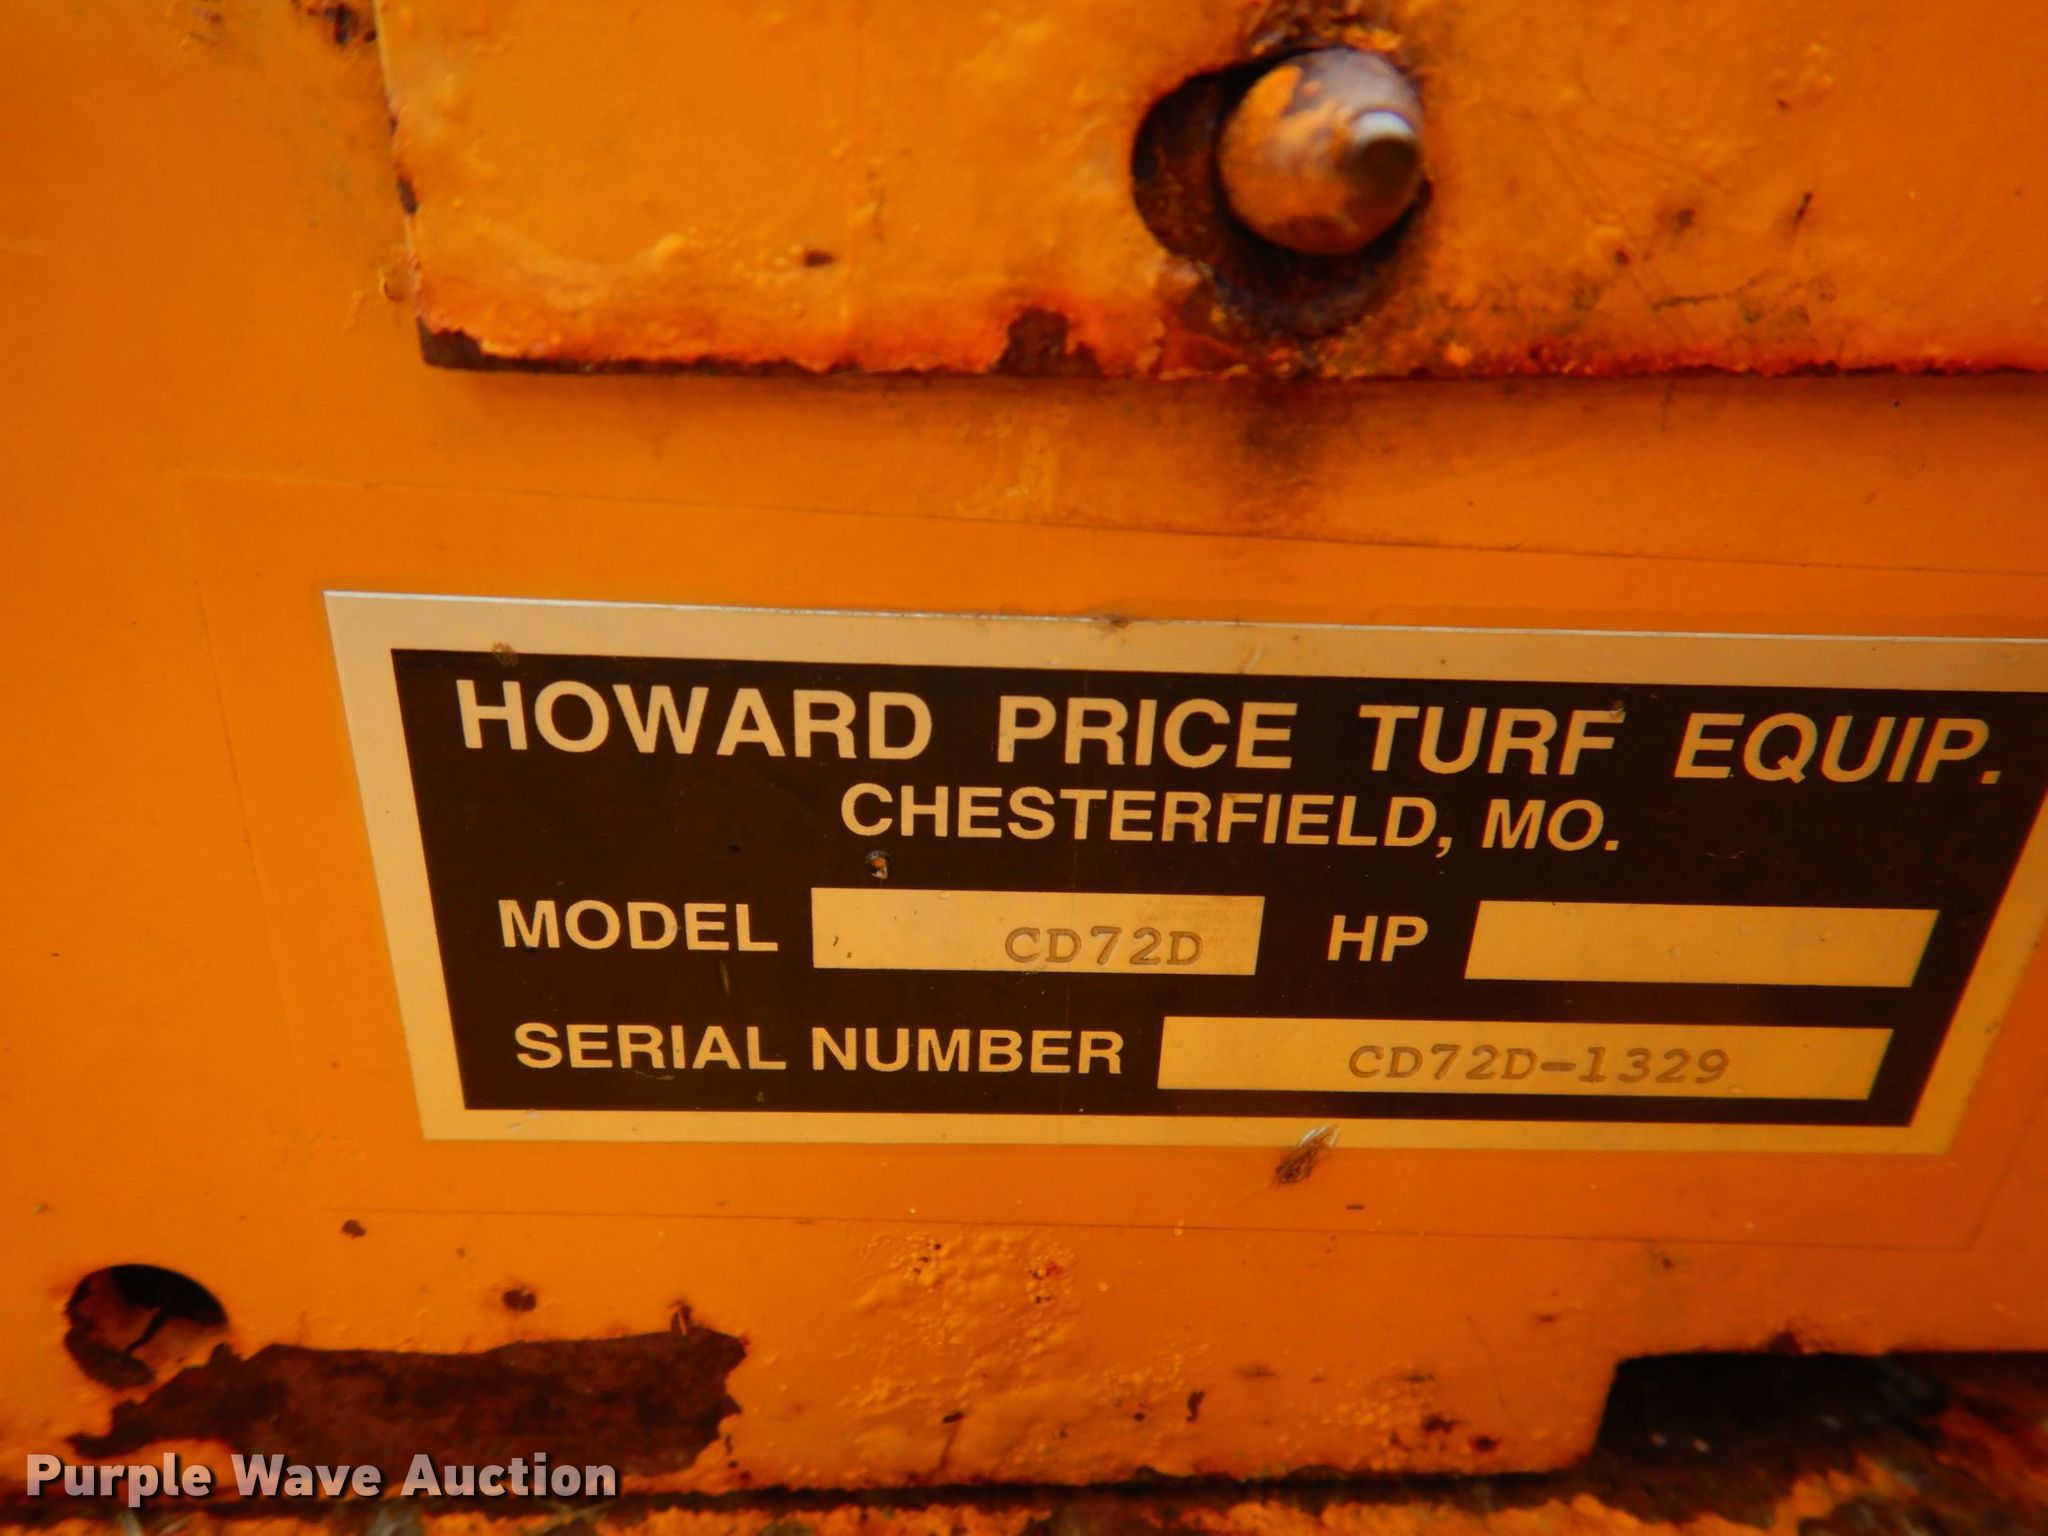 HOWARD PRICE TURF EQUIP.
CHESTERFIELD, MO.
MODEL CD72D HP
SERIAL NUMBER CD72D-1329
Purple Wave Auction